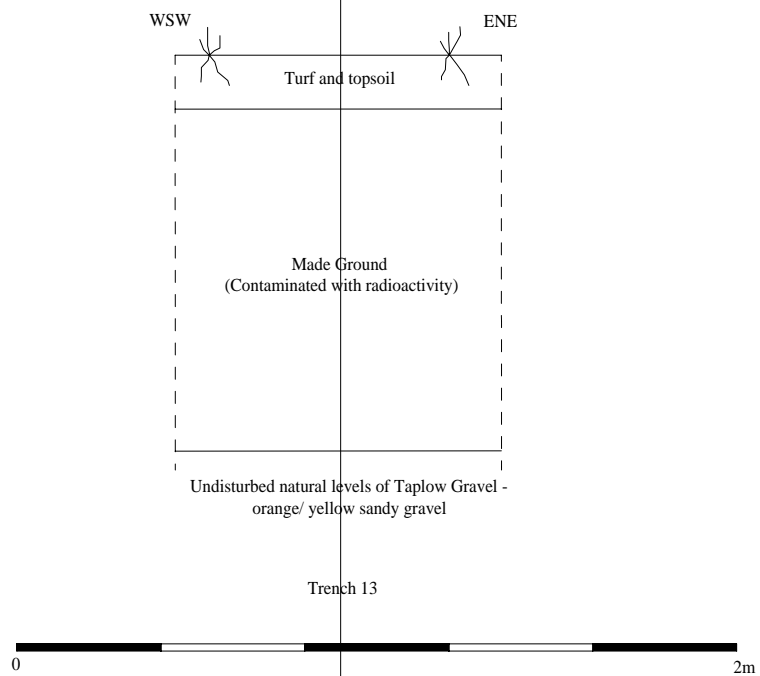 WSW
ENE
Turf and topsoil
Made Ground
(Contaminated with radioactivity)
Undisturbed natural levels of Taplow Gravel -
orange/ yellow sandy gravel
Trench 13
0
2m